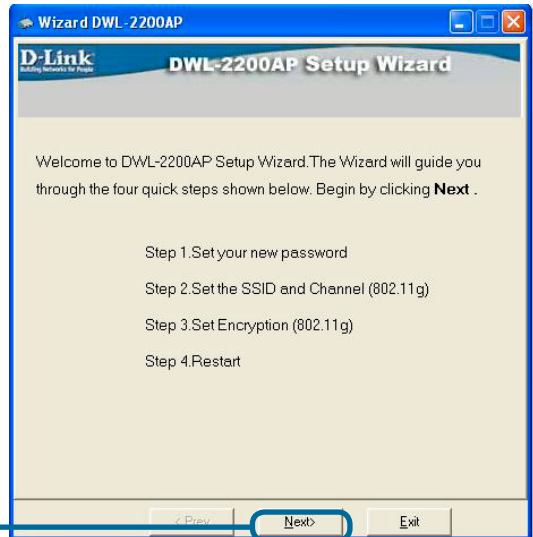 Wizard DWL-2200AP
D-Link
Building Networks for People
DWL-2200AP Setup Wizard
Welcome to DWL-2200AP Setup Wizard.The Wizard will guide you
through the four quick steps shown below. Begin by clicking Next .
Step 1.Set your new password
Step 2.Set the SSID and Channel (802.11g)
Step 3.Set Encryption (802.11g)
Step 4.Restart
< Prev
Next>
Exit